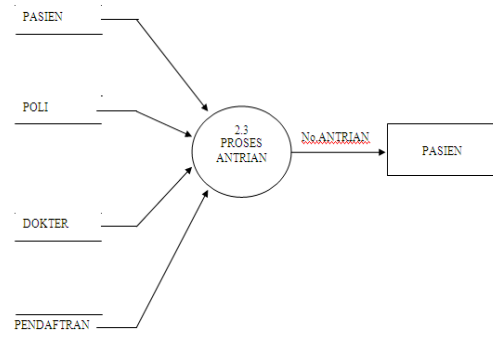 PASIEN
POLI
2.3
PROSES
ANTRIAN
No.ANTRIAN
PASIEN
DOKTER
PENDAFTRAN